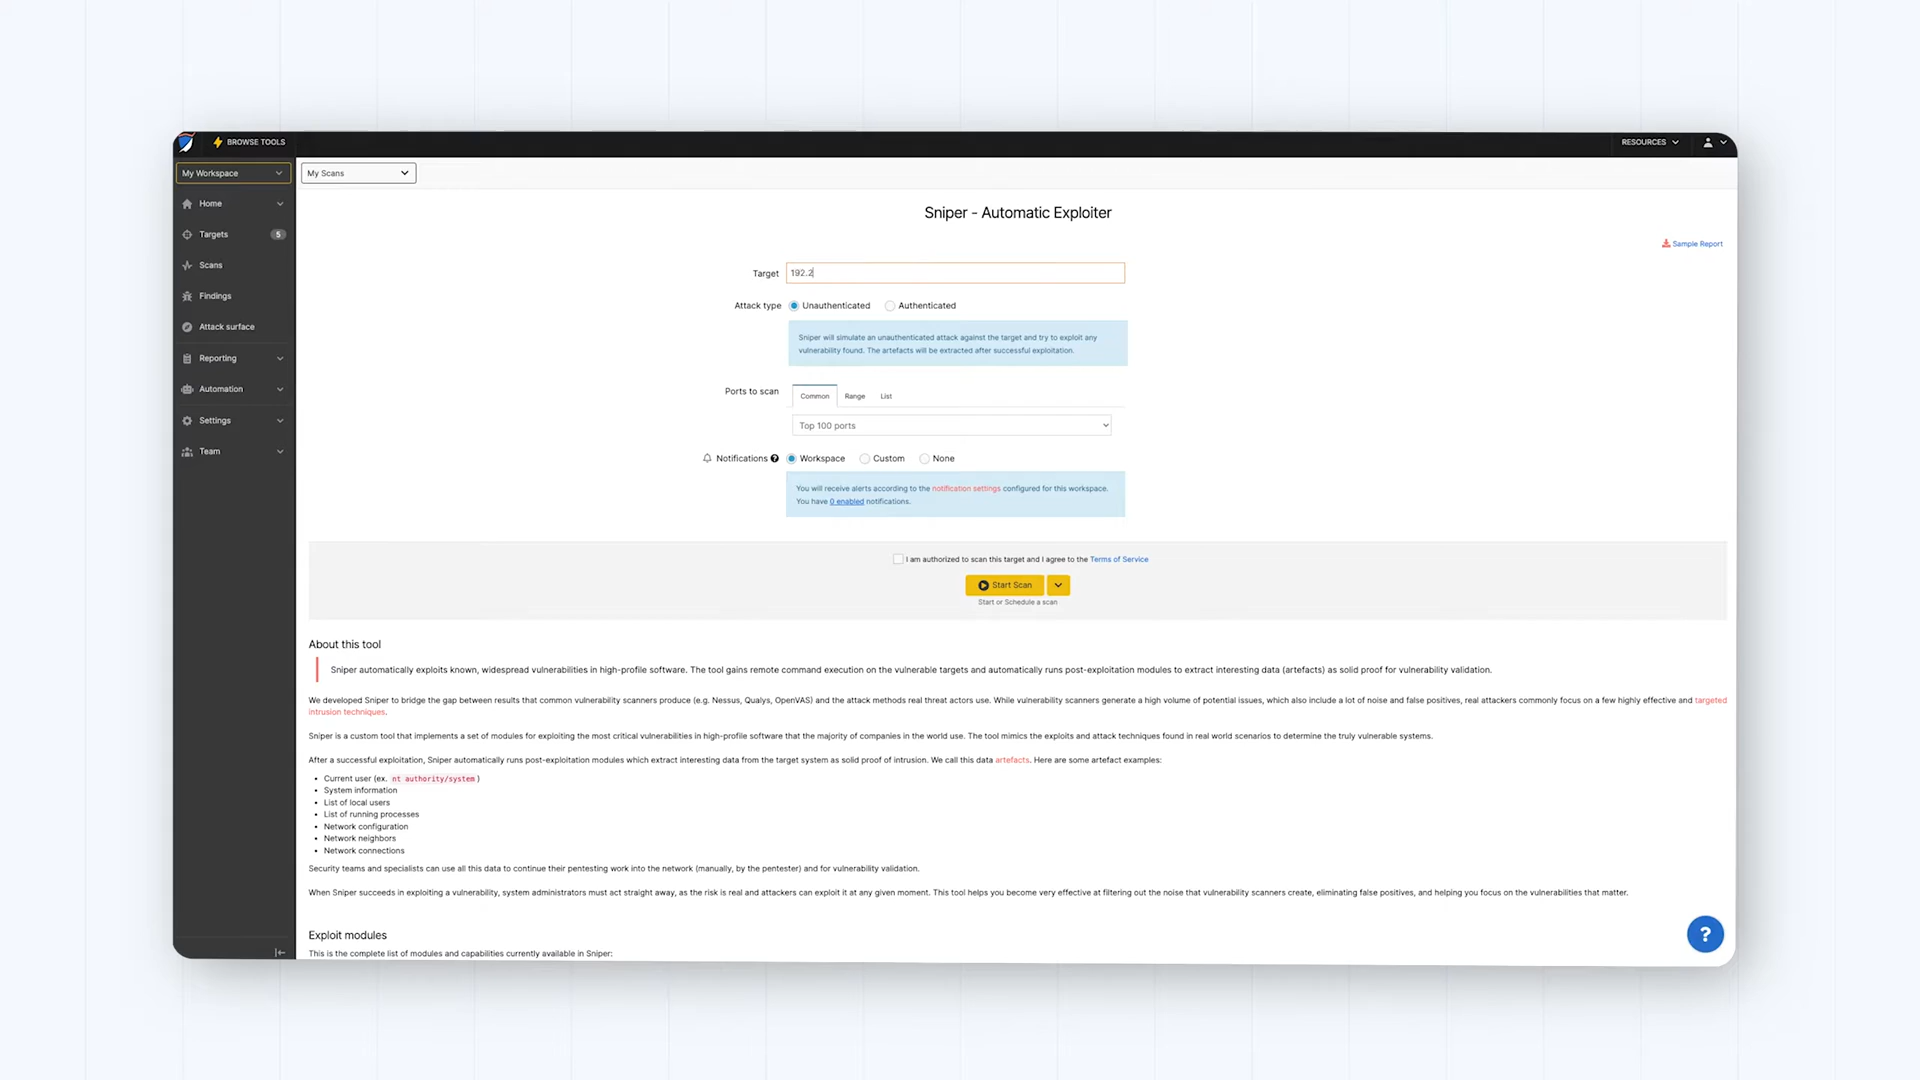 BROWSE TOOLS
RESOURCES
My Workspace
My Scans
Home
Targets
5
Scans
Findings
Attack surface
Reporting
Automation
Settings
Team
Sniper - Automatic Exploiter
Sample Report
Target
192.2
Attack type
Unauthenticated
Authenticated
Sniper will simulate an unauthenticated attack against the target and try to exploit any
vulnerability found. The artefacts will be extracted after successful exploitation.
Ports to scan
Common
Range
List
Top 100 ports
Notifications
Workspace
Custom
None
You will receive alerts according to the notification settings configured for this workspace.
You have 0 enabled notifications.
I am authorized to scan this target and I agree to the Terms of Service
Start Scan
Start or Schedule a scan
About this tool
Sniper automatically exploits known, widespread vulnerabilities in high-profile software. The tool gains remote command execution on the vulnerable targets and automatically runs post-exploitation modules to extract interesting data (artefacts) as solid proof for vulnerability validation.
We developed Sniper to bridge the gap between results that common vulnerability scanners produce (e.g. Nessus, Qualys, OpenVAS) and the attack methods real threat actors use. While vulnerability scanners generate a high volume of potential issues, which also include a lot of noise and false positives, real attackers commonly focus on a few highly effective and targeted
intrusion techniques.
Sniper is a custom tool that implements a set of modules for exploiting the most critical vulnerabilities in high-profile software that the majority of companies in the world use. The tool mimics the exploits and attack techniques found in real world scenarios to determine the truly vulnerable systems.
After a successful exploitation, Sniper automatically runs post-exploitation modules which extract interesting data from the target system as solid proof of intrusion. We call this data artefacts. Here are some artefact examples:
• Current user (ex. nt authority/system)
• System information
• List of local users
• List of running processes
• Network configuration
• Network neighbors
• Network connections
Security teams and specialists can use all this data to continue their pentesting work into the network (manually, by the pentester) and for vulnerability validation.
When Sniper succeeds in exploiting a vulnerability, system administrators must act straight away, as the risk is real and attackers can exploit it at any given moment. This tool helps you become very effective at filtering out the noise that vulnerability scanners create, eliminating false positives, and helping you focus on the vulnerabilities that matter.
?
Exploit modules
This is the complete list of modules and capabilities currently available in Sniper: